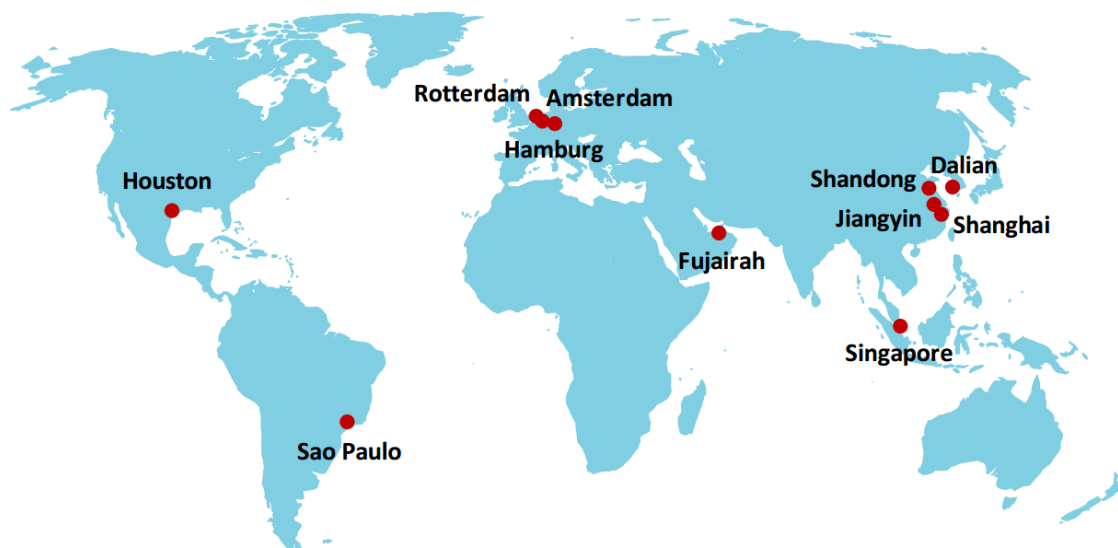 Rotterdam
Amsterdam
Hamburg
Houston
Shandong
Dalian
Jiangyin
Shanghai
Fujairah
Singapore
Sao Paulo